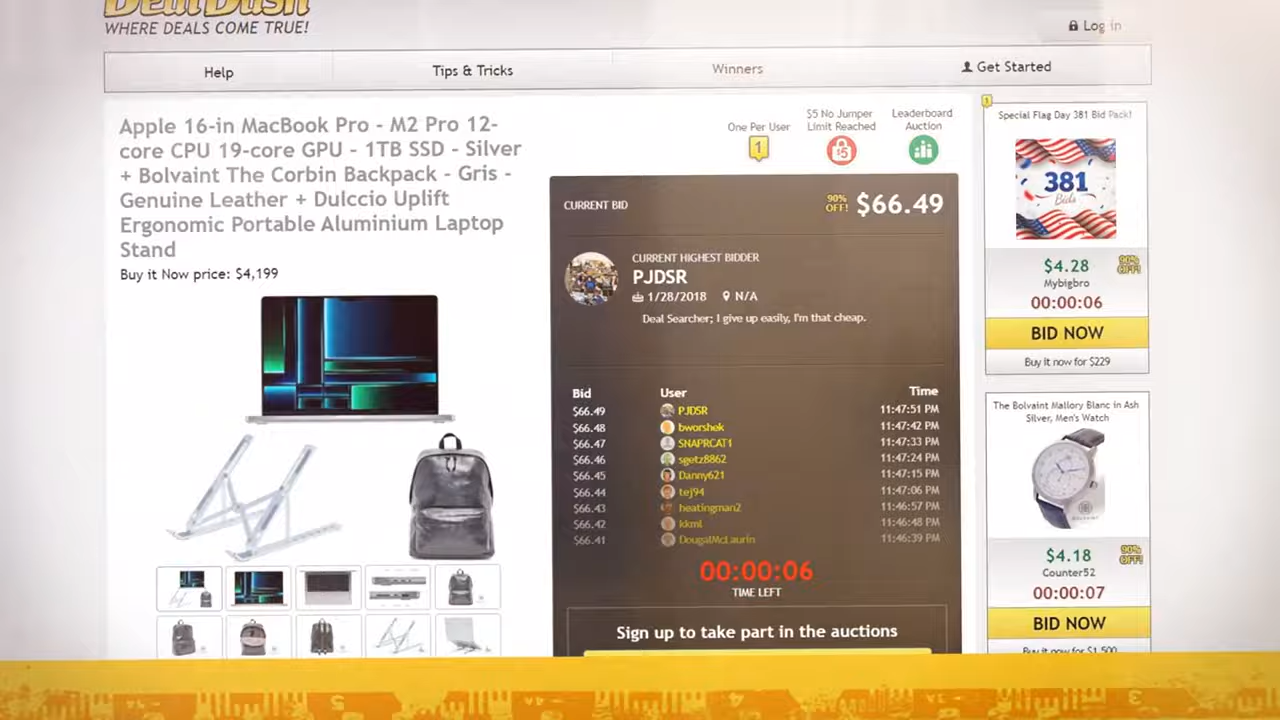 DealDash
WHERE DEALS COME TRUE!
Log in
Help
Tips & Tricks
Winners
Get Started
Apple 16-in MacBook Pro - M2 Pro 12-
core CPU 19-core GPU - 1TB SSD - Silver
+ Bolvaint The Corbin Backpack - Gris -
Genuine Leather + Dulccio Uplift
Ergonomic Portable Aluminium Laptop
Stand
Buy it Now price: $4,199
One Per User
1
$5 No Jumper
Limit Reached
$5
Leaderboard
Auction
CURRENT BID
90%
OFF!
$66.49
CURRENT HIGHEST BIDDER
PJDSR
1/28/2018 N/A
Deal Searcher; I give up easily, I'm that cheap.
Bid User Time
$66.49 PJDSR 11:47:51 PM
$66.48 bworshek 11:47:42 PM
$66.47 SNAPRCAT1 11:47:33 PM
$66.46 sgetz8862 11:47:24 PM
$66.45 Danny621 11:47:15 PM
$66.44 tej94 11:47:06 PM
$66.43 heatingman2 11:46:57 PM
$66.42 kkml 11:46:48 PM
$66.41 DougalMcLaurin 11:46:39 PM
00:00:06
TIME LEFT
Sign up to take part in the auctions
1
Special Flag Day 381 Bid Pack!
381
Bids
$4.28
90%
OFF!
Mybigbro
00:00:06
BID NOW
Buy it now for $229
The Bolvaint Mallory Blanc in Ash
Silver, Men's Watch
$4.18
90%
OFF!
Counter52
00:00:07
BID NOW
Buy it now for $1,500